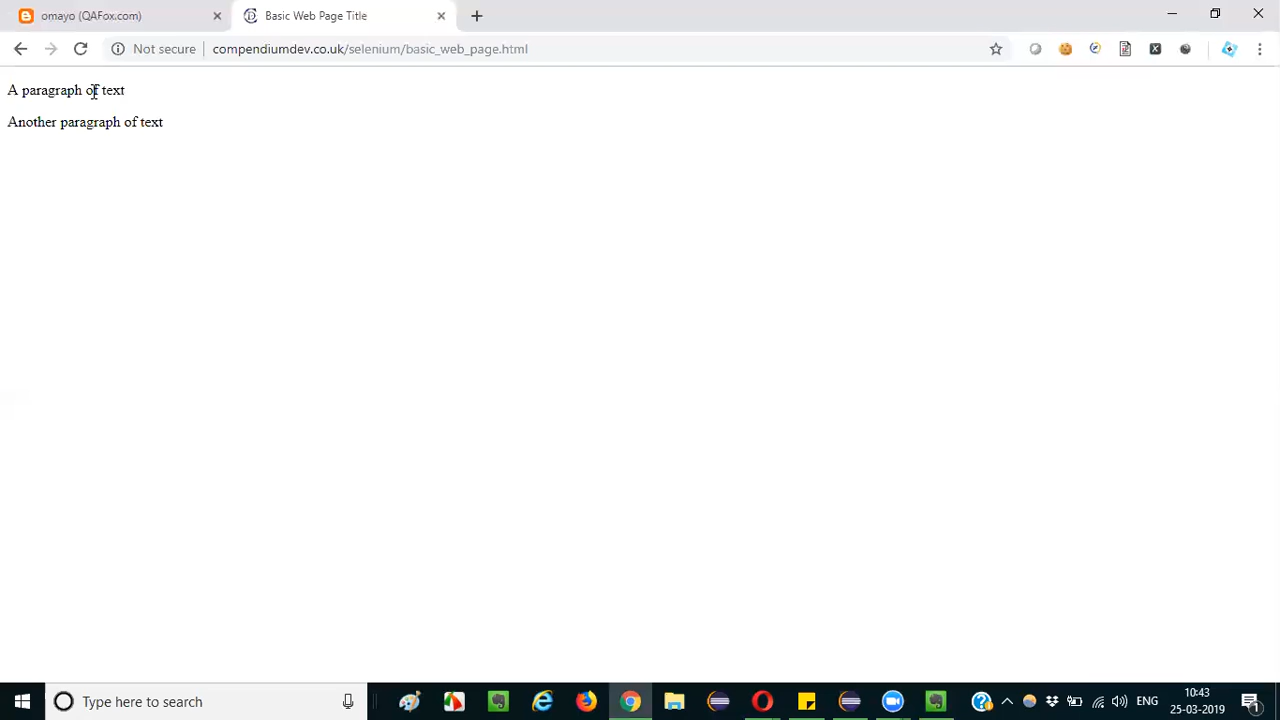 omayo (QAFox.com)
Basic Web Page Title
Not secure
compendiumdev.co.uk/selenium/basic_web_page.html
A paragraph of text
Another paragraph of text
Type here to search
ENG
10:43
25-03-2019
1